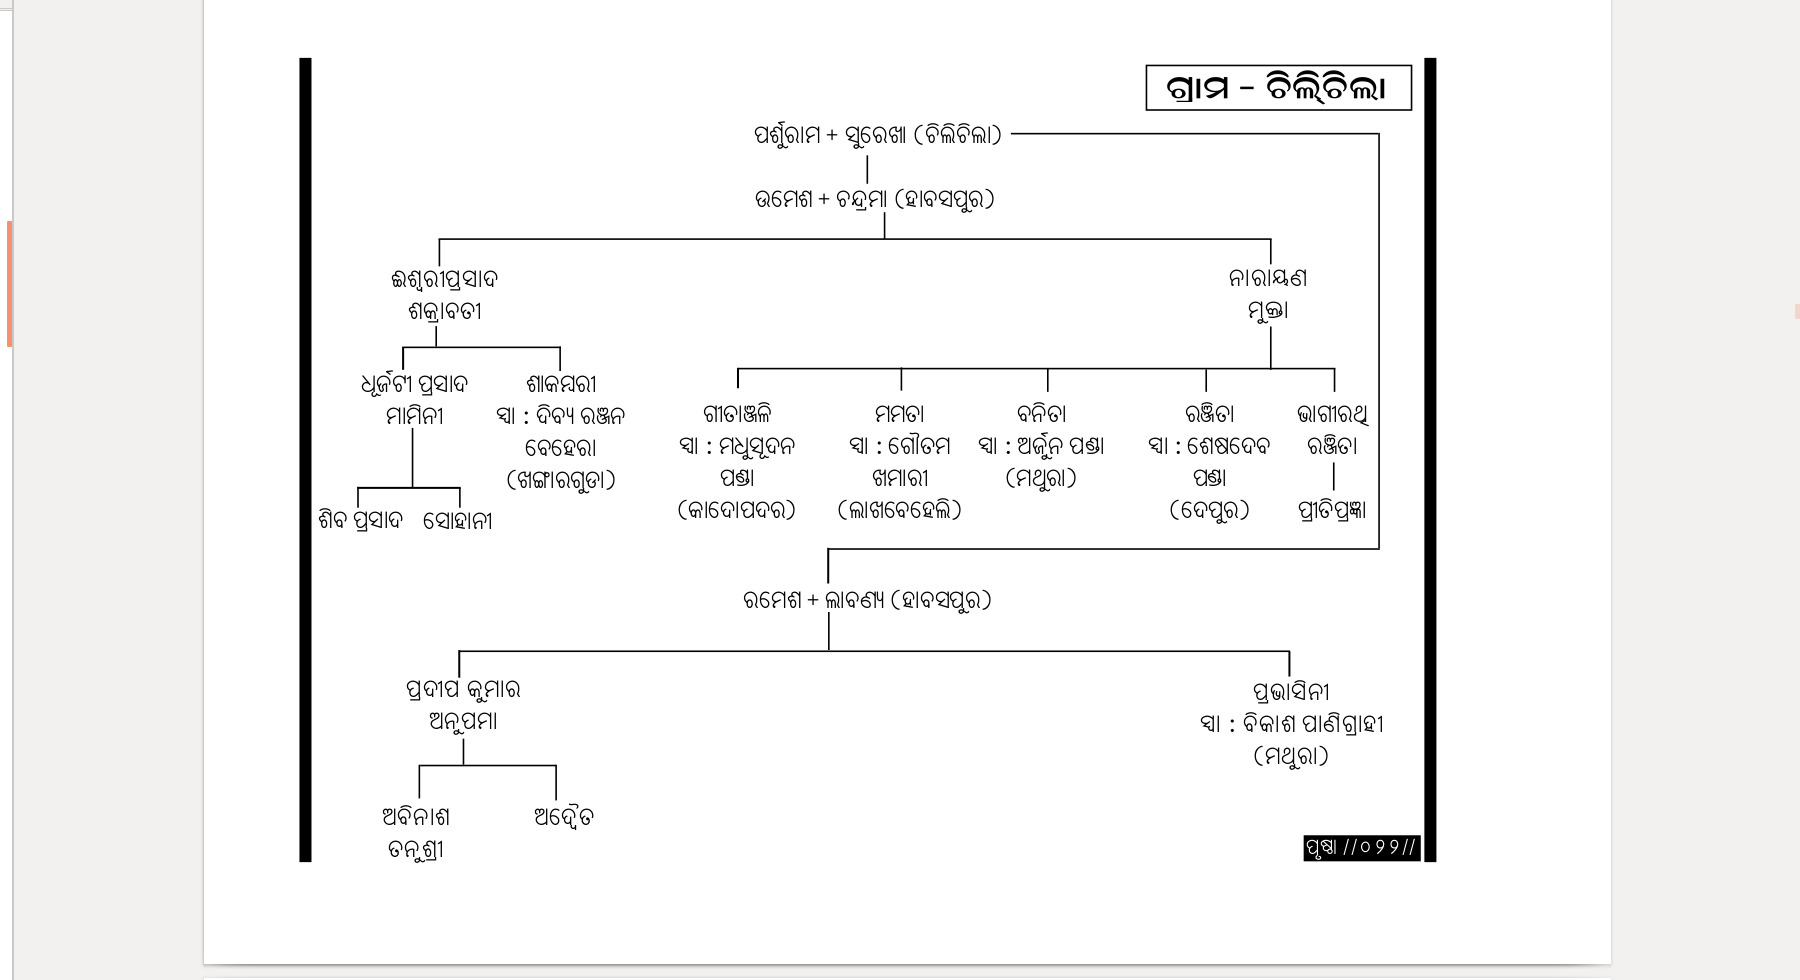 ଗ୍ରାମ - ଚିଲିଚିଲା
ପର୍ଶୁରାମ + ସୁରେଖା (ଚିଲିଚିଲା)
ଉମେଶ + ଚନ୍ଦ୍ରମା (ହାବସପୁର)
ଈଶ୍ୱରୀପ୍ରସାଦ
ଶକ୍ରାବତୀ
ନାରାୟଣ
ମୁକ୍ତା
ଧୂର୍ଜଟୀ ପ୍ରସାଦ
ମାମିନୀ
ଶାକମ୍ବରୀ
ସ୍ୱା : ଦିବ୍ୟ ରଞ୍ଜନ
ବେହେରା
(ଖଙ୍ଗାରଗୁଡା)
ଶିବ ପ୍ରସାଦ
ସୋହାନୀ
ଗୀତାଞ୍ଜଳି
ସ୍ୱା : ମଧୁସୂଦନ
ପଣ୍ଡା
(କାଦୋପଦର)
ମମତା
ସ୍ୱା : ଗୌତମ
ଖମାରୀ
(ଲାଖବେହେଲି)
ବନିତା
ସ୍ୱା : ଅର୍ଜୁନ ପଣ୍ଡା
(ମଥୁରା)
ରଞ୍ଜିତା
ସ୍ୱା : ଶେଷଦେବ
ପଣ୍ଡା
(ଦେପୁର)
ଭାଗୀରଥି
ରଞ୍ଜିତା
ପ୍ରୀତିପ୍ରଜ୍ଞା
ରମେଶ + ଲାବଣ୍ୟ (ହାବସପୁର)
ପ୍ରଦୀପ କୁମାର
ଅନୁପମା
ପ୍ରଭାସିନୀ
ସ୍ୱା : ବିକାଶ ପାଣିଗ୍ରାହୀ
(ମଥୁରା)
ଅବିନାଶ
ତନୁଶ୍ରୀ
ଅଦ୍ୱୈତ
ପୃଷ୍ଠା //୦୨୨//